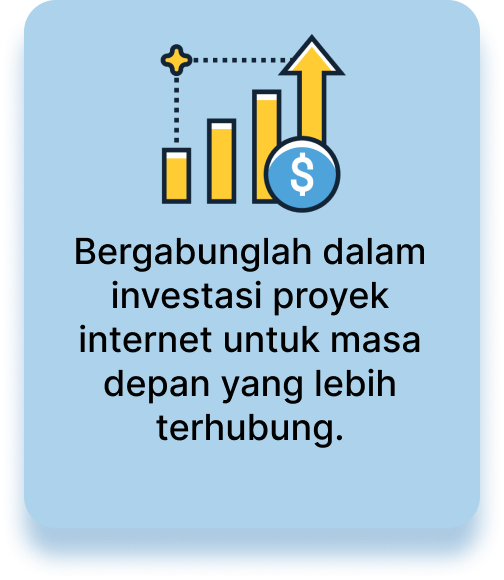 $
Bergabunglah dalam
investasi proyek
internet untuk masa
depan yang lebih
terhubung.